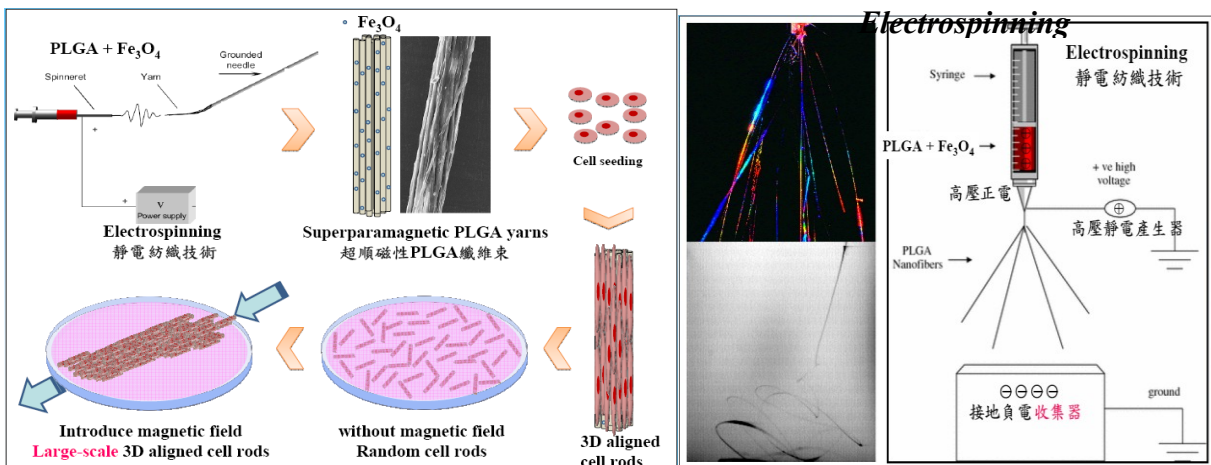 PLGA + Fe₃O₄
Spinneret
Yarn
Grounded
needle
+
+
V
Power supply
Electrospinning
靜電紡織技術
Fe₃O₄
Superparamagnetic PLGA yarns
超順磁性PLGA纖維束
Cell seeding
3D aligned
cell rods
without magnetic field
Random cell rods
Introduce magnetic field
Large-scale 3D aligned cell rods
Electrospinning
Electrospinning
靜電紡織技術
Syringe
PLGA + Fe₃O₄
高壓正電
+ ve high
voltage
⊕
高壓靜電產生器
PLGA
Nanofibers
⊖⊖⊖⊖
接地負電收集器
ground